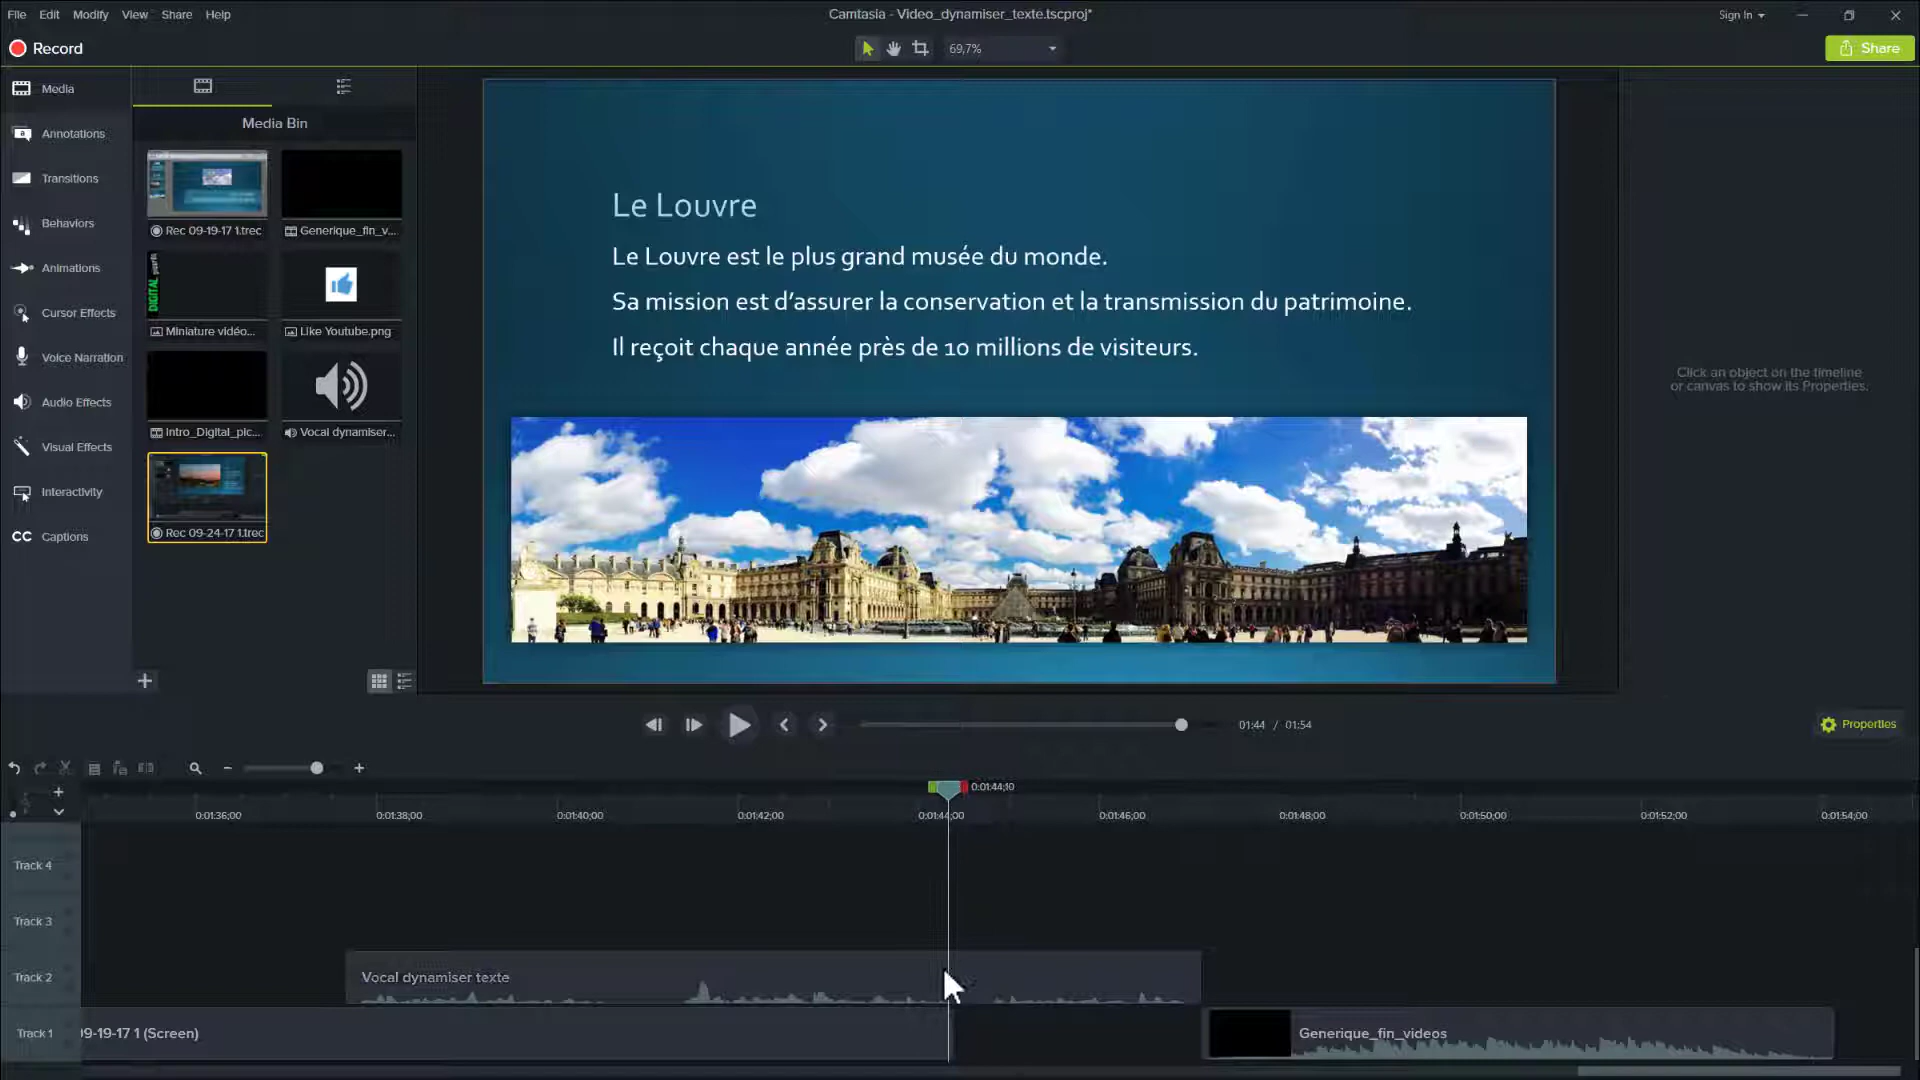 File Edit Modify View Share Help
Camtasia - Video_dynamiser_texte.tscproj*
Sign In
Record
69,7%
Share
Media
Annotations
Transitions
Behaviors
Animations
Cursor Effects
Voice Narration
Audio Effects
Visual Effects
Interactivity
CC Captions
Media Bin
Rec 09-19-17 1.trec
Generique_fin_v...
DIGITAL
Miniature vidéo...
Like Youtube.png
Intro_Digital_pic...
Vocal dynamiser...
Rec 09-24-17 1.trec
Le Louvre
Le Louvre est le plus grand musée du monde.
Sa mission est d’assurer la conservation et la transmission du patrimoine.
Il reçoit chaque année près de 10 millions de visiteurs.
Click an object on the timeline
or canvas to show its Properties.
01:44 / 01:54
Properties
0:01:44;10
0:01:36;00 0:01:38;00 0:01:40;00 0:01:42;00 0:01:44;00 0:01:46;00 0:01:48;00 0:01:50;00 0:01:52;00 0:01:54;00
Track 4
Track 3
Track 2
Vocal dynamiser texte
Track 1
09-19-17 1 (Screen)
Generique_fin_videos